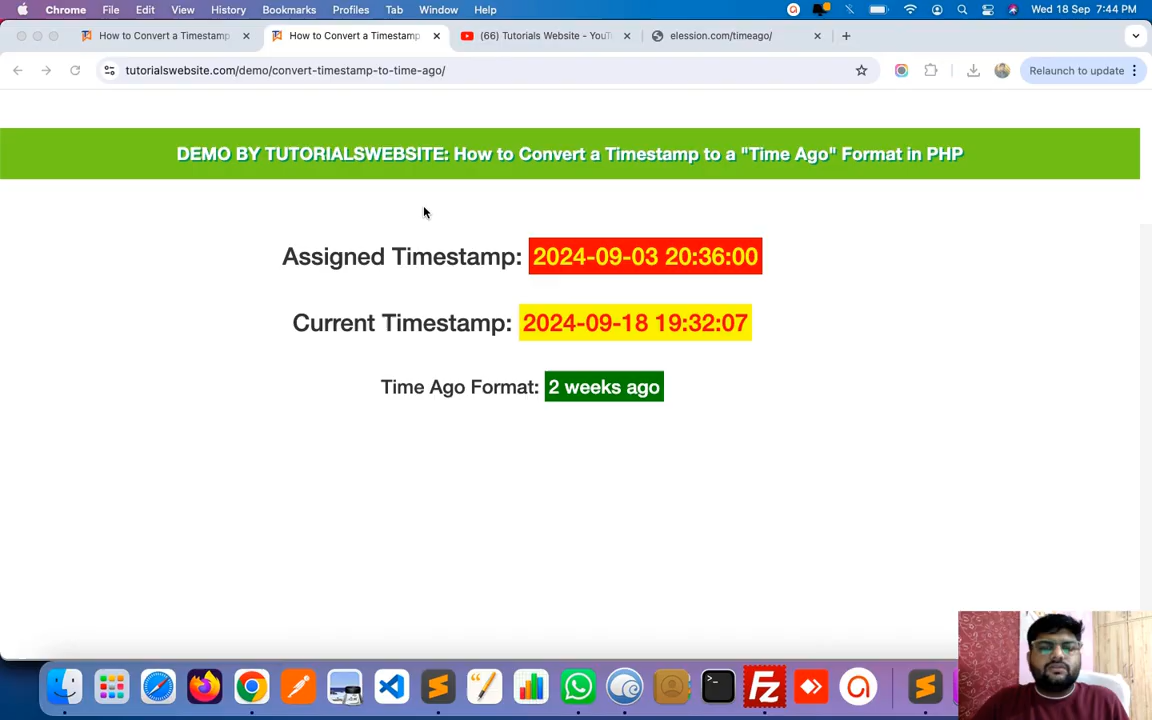 Chrome File Edit View History Bookmarks Profiles Tab Window Help Wed 18 Sep 7:44 PM
How to Convert a Timestamp How to Convert a Timestamp (66) Tutorials Website - YouT elession.com/timeago/
tutorialswebsite.com/demo/convert-timestamp-to-time-ago/ Relaunch to update
DEMO BY TUTORIALSWEBSITE: How to Convert a Timestamp to a "Time Ago" Format in PHP
Assigned Timestamp: 2024-09-03 20:36:00
Current Timestamp: 2024-09-18 19:32:07
Time Ago Format: 2 weeks ago